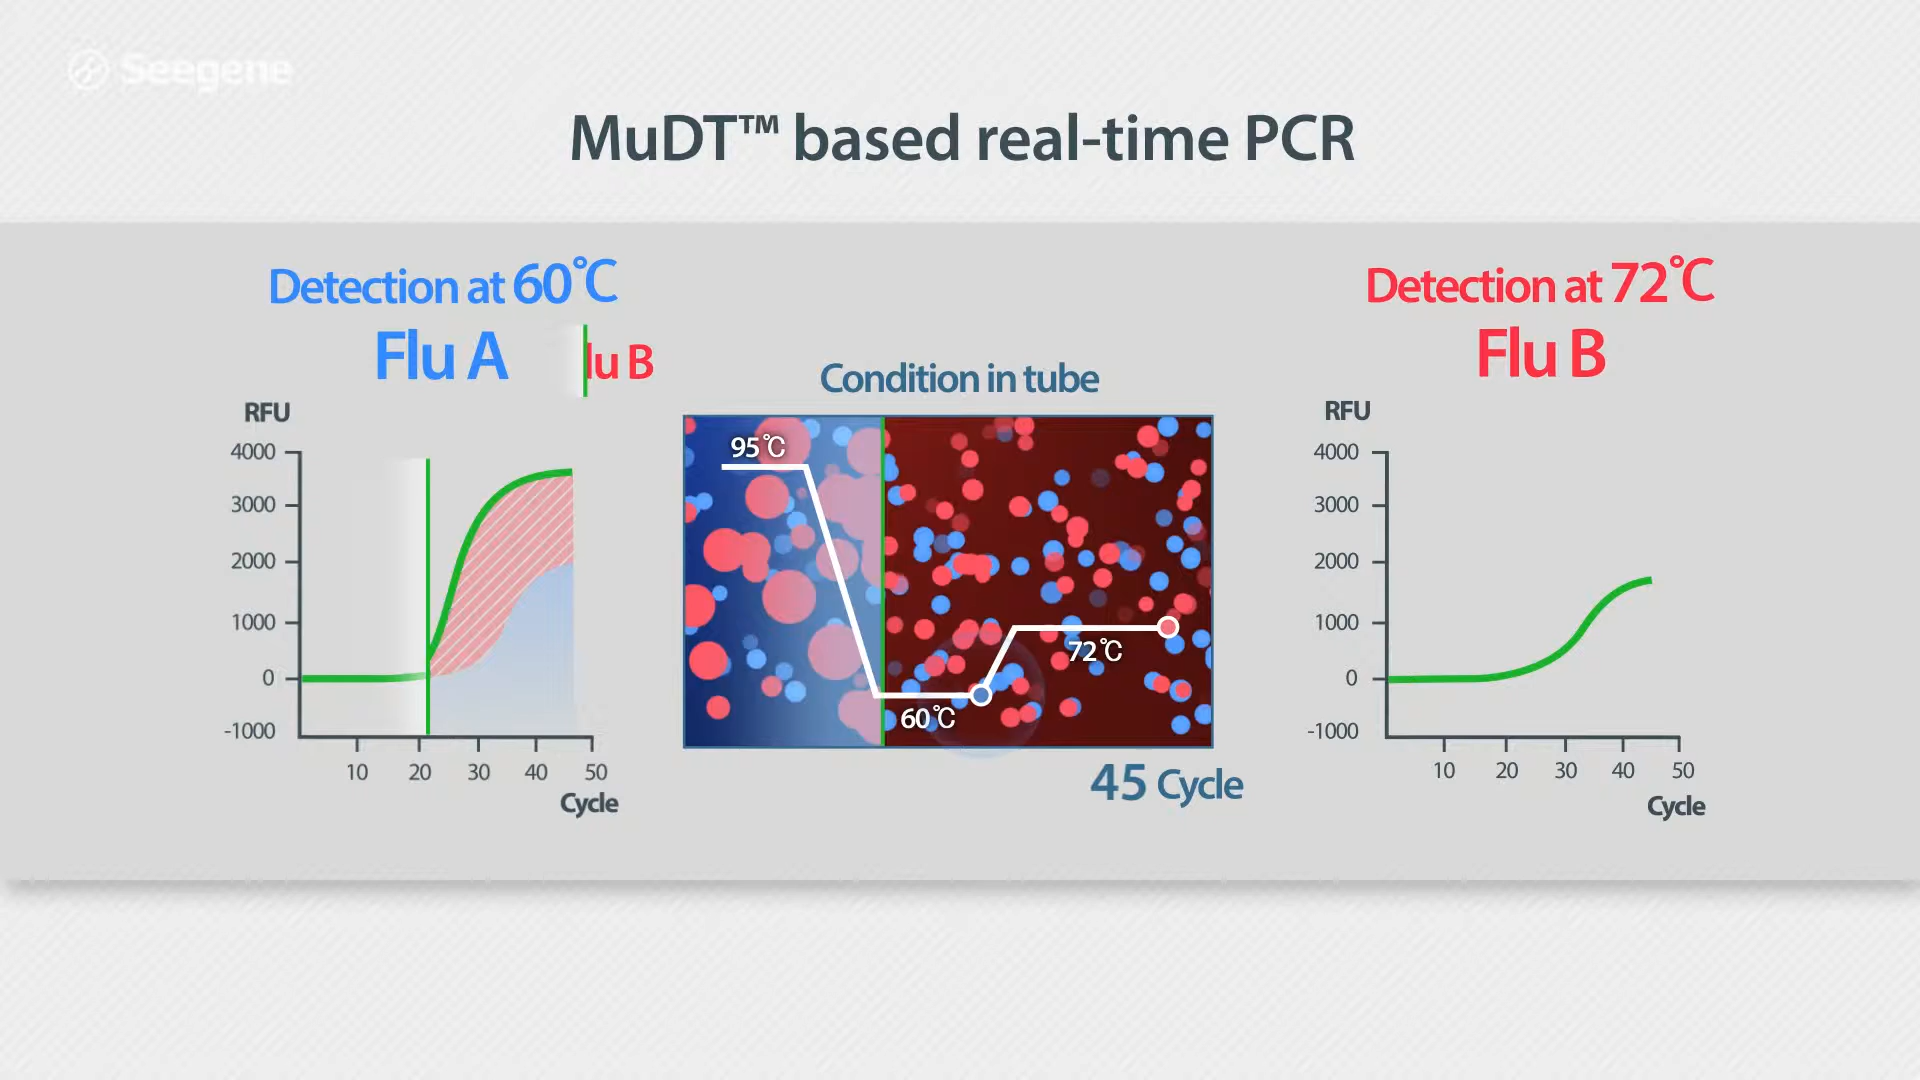 Seegene
MuDT™ based real-time PCR
Detection at 60℃
Flu A
lu B
RFU
4000
3000
2000
1000
0
-1000
10 20 30 40 50
Cycle
Condition in tube
95℃
72℃
60℃
45 Cycle
Detection at 72℃
Flu B
RFU
4000
3000
2000
1000
0
-1000
10 20 30 40 50
Cycle